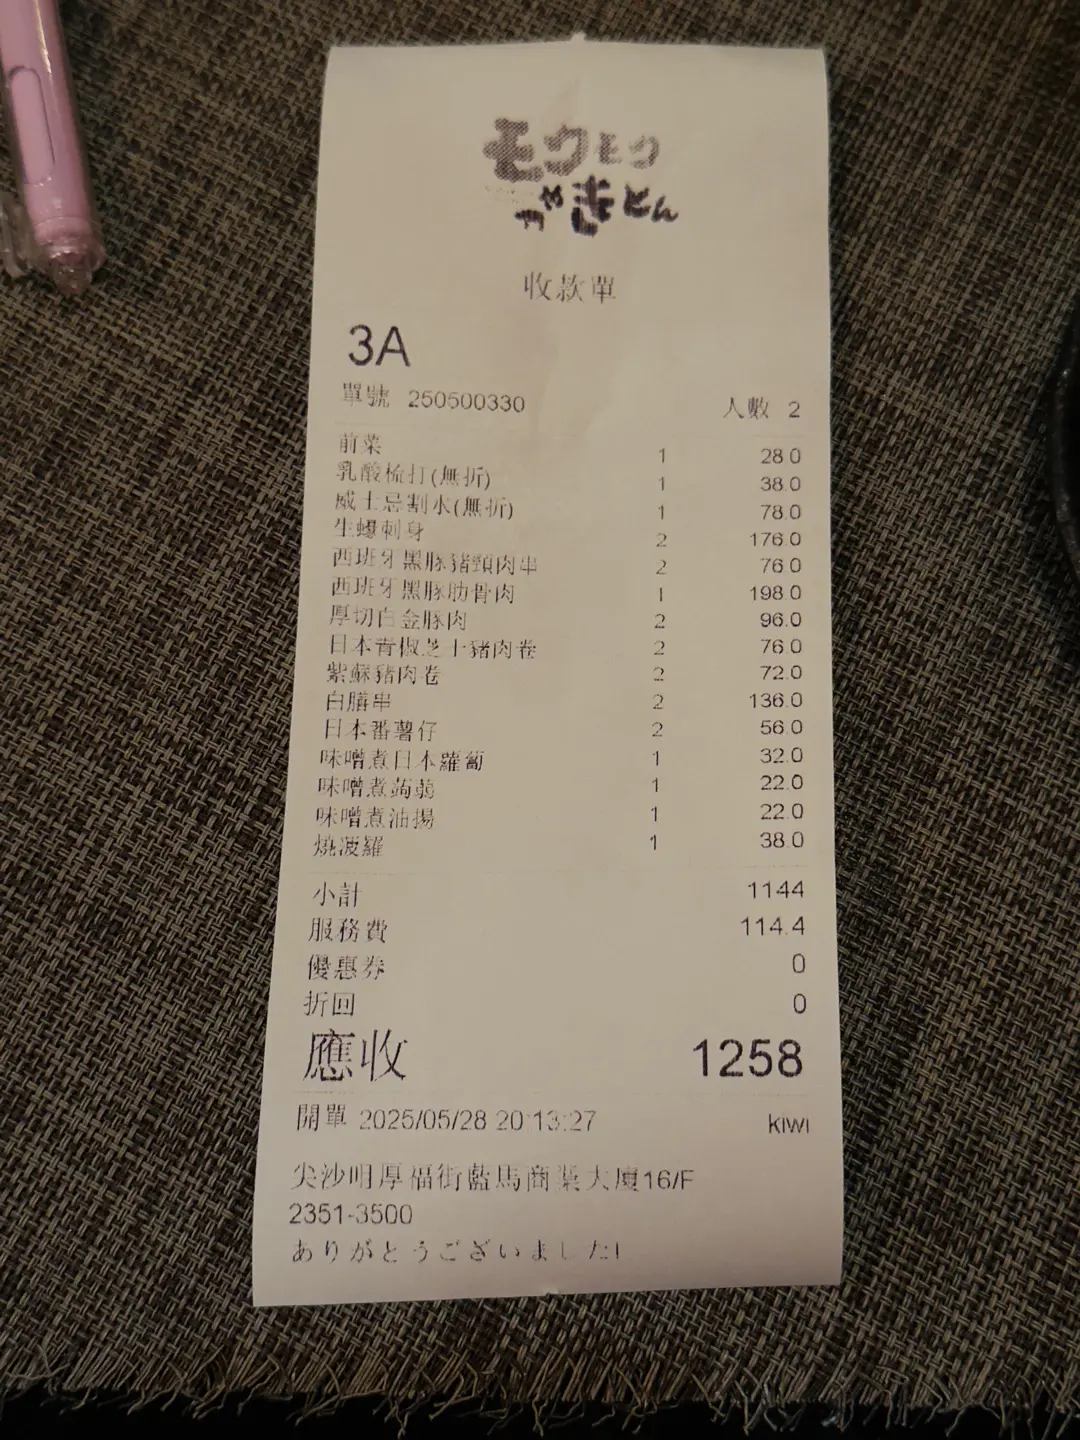 モクモク
やきとん
收款單
3A
單號 250500330 人數 2
前菜 1 28.0
乳酸梳打(無折) 1 38.0
威士忌割水(無折) 1 78.0
生蠔刺身 2 176.0
西班牙黑豚豬頸肉串 2 76.0
西班牙黑豚肋骨肉 1 198.0
厚切白金豚肉 2 96.0
日本青椒芝士豬肉卷 2 76.0
紫蘇豬肉卷 2 72.0
白膳串 2 136.0
日本番薯仔 2 56.0
味噌煮日本蘿蔔 1 32.0
味噌煮蒟蒻 1 22.0
味噌煮油揚 1 22.0
燒菠蘿 1 38.0
小計 1144
服務費 114.4
優惠券 0
折回 0
應收 1258
開單 2025/05/28 20:13:27 kiwi
尖沙咀厚福街藍馬商業大廈16/F
2351-3500
ありがとうございました!